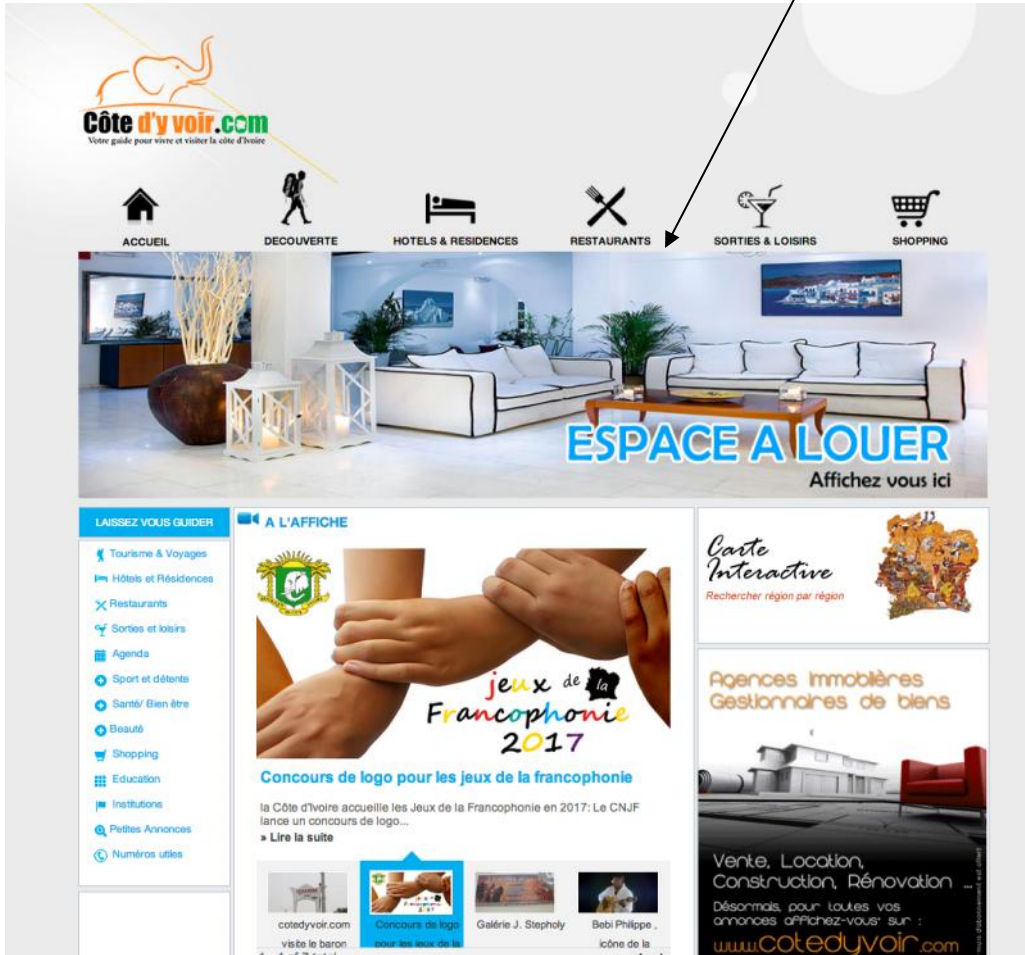 Côte d'y voir.com
Votre guide pour vivre et visiter la côte d'Ivoire
ACCUEIL
DECOUVERTE
HOTELS & RESIDENCES
RESTAURANTS
SORTIES & LOISIRS
SHOPPING
ESPACE A LOUER
Affichez vous ici
LAISSEZ VOUS GUIDER
Tourisme & Voyages
Hôtels et Résidences
Restaurants
Sorties et loisirs
Agenda
Sport et détente
Santé/ Bien être
Beauté
Shopping
Education
Institutions
Petites Annonces
Numéros utiles
A L'AFFICHE
jeux de la
Francophonie
2017
Concours de logo pour les jeux de la francophonie
la Côte d'Ivoire accueille les Jeux de la Francophonie en 2017: Le CNJF
lance un concours de logo...
» Lire la suite
cotedyvoir.com
visite le baron
Concours de logo
pour les jeux de la
Galérie J. Stepholy
Bebi Philippe ,
icône de la
Carte
Interactive
Rechercher région par région
Agences Immobilières
Gestionnaires de biens
Vente, Location,
Construction, Rénovation ...
Désormais, pour toutes vos
annonces affichez-vous* sur :
www.cotedyvoir.com